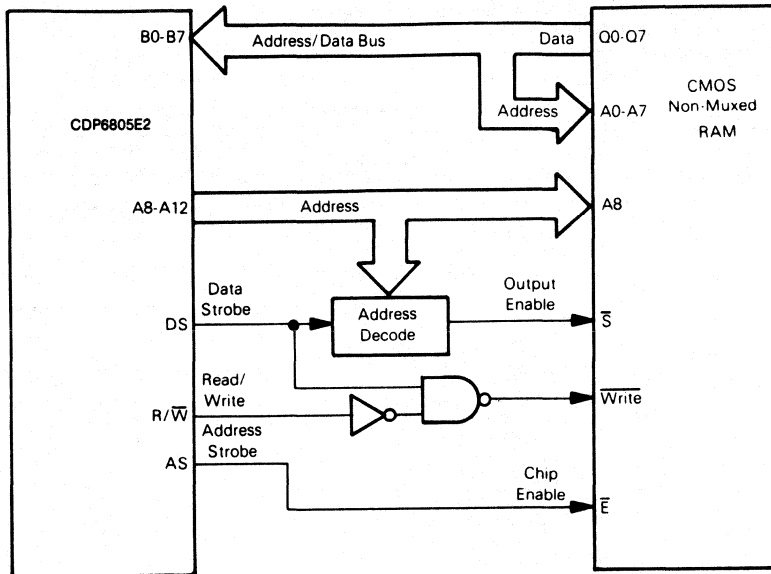 B0-B7
Address/Data Bus
Data
Q0-Q7
CMOS
Non-Muxed
RAM
CDP6805E2
Address
A0-A7
A8-A12
Address
A8
Data
Strobe
DS
Address
Decode
Output
Enable
S̅
Read/
Write
R/W̅
W̅r̅i̅t̅e̅
Address
Strobe
AS
Chip
Enable
E̅